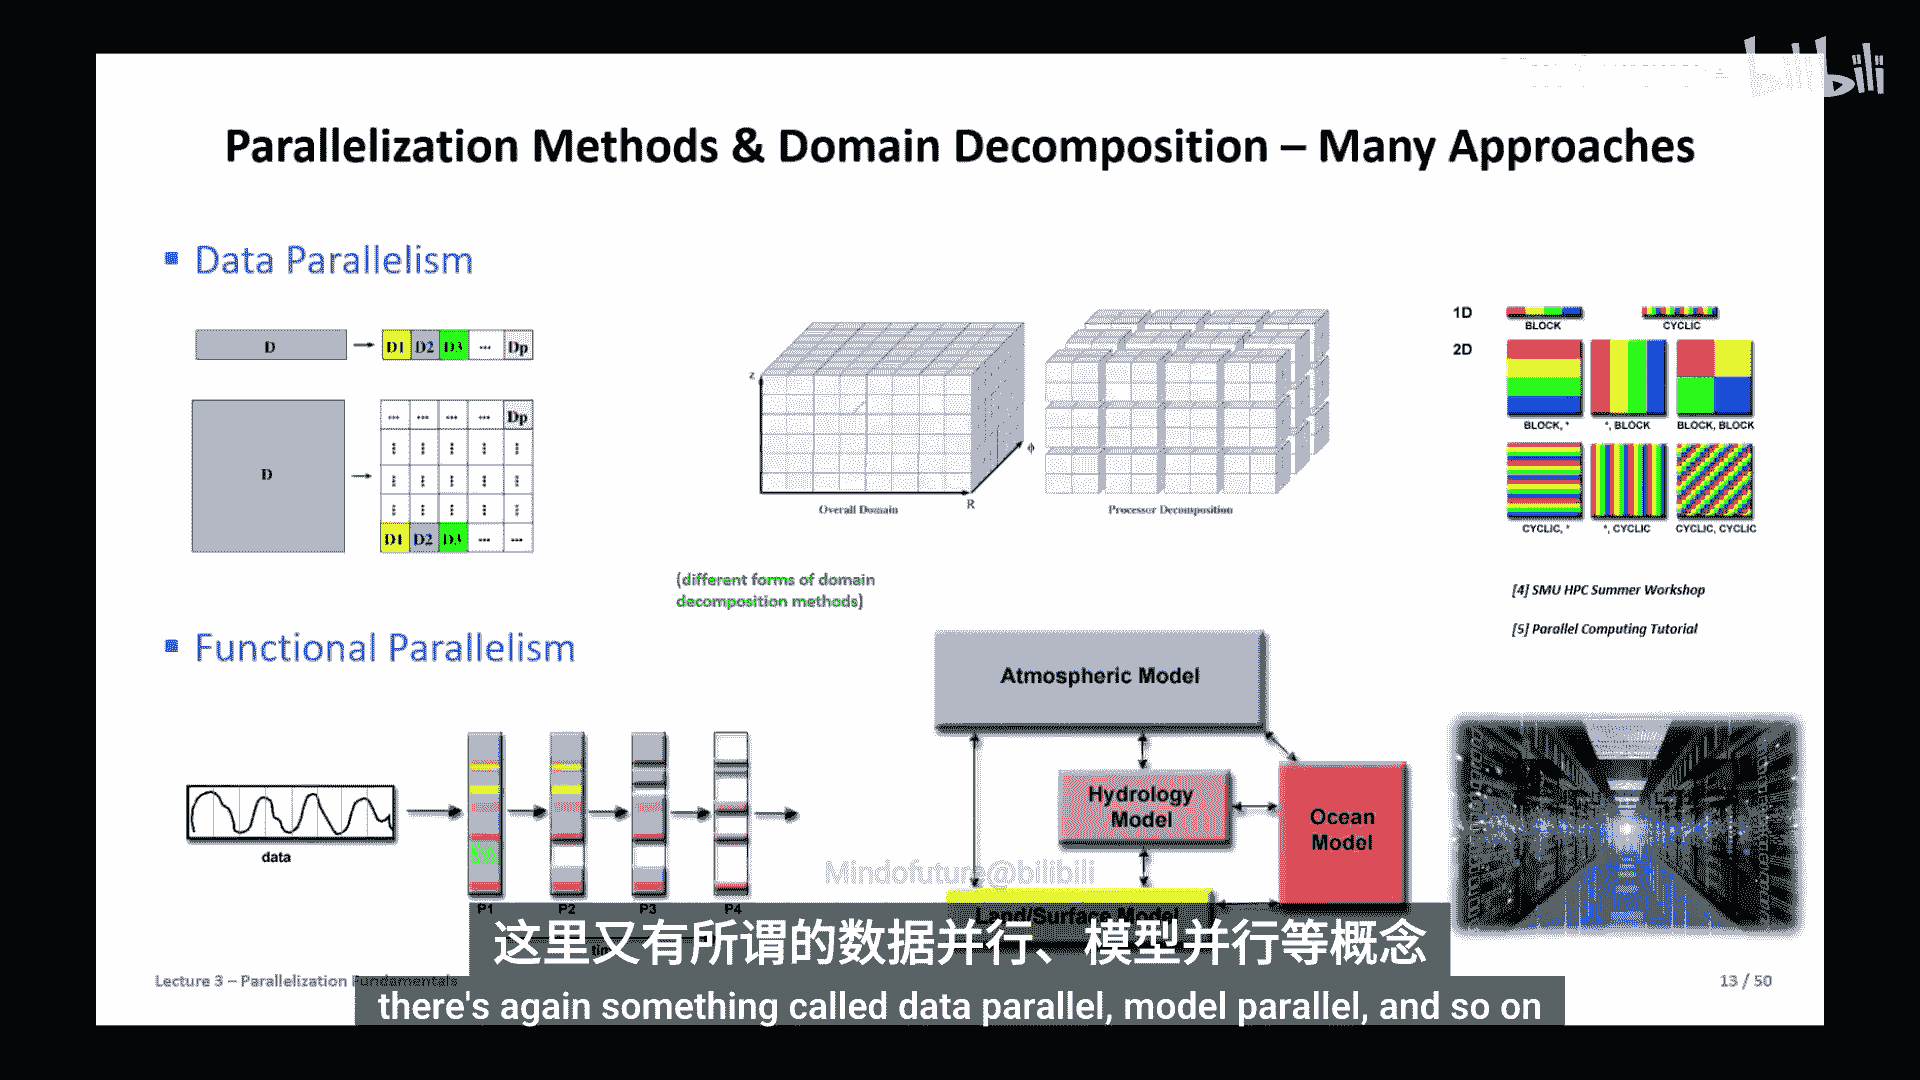 bilibili
Parallelization Methods & Domain Decomposition – Many Approaches
▪ Data Parallelism
D
D1 D2 D3 ... Dp
D
... ... ... ... Dp
D1 D2 D3 ... ...
z
ϕ
R
Overall Domain
Processor Decomposition
1D
BLOCK
CYCLIC
2D
BLOCK, *
*, BLOCK
BLOCK, BLOCK
CYCLIC, *
*, CYCLIC
CYCLIC, CYCLIC
(different forms of domain
decomposition methods)
[4] SMU HPC Summer Workshop
[5] Parallel Computing Tutorial
▪ Functional Parallelism
data
P1
P2
P3
P4
Atmospheric Model
Hydrology
Model
Ocean
Model
Land/Surface Model
Mindofuture@bilibili
这里又有所谓的数据并行、模型并行等概念
Lecture 3 – Parallelization Fundamentals
13 / 50
there's again something called data parallel, model parallel, and so on